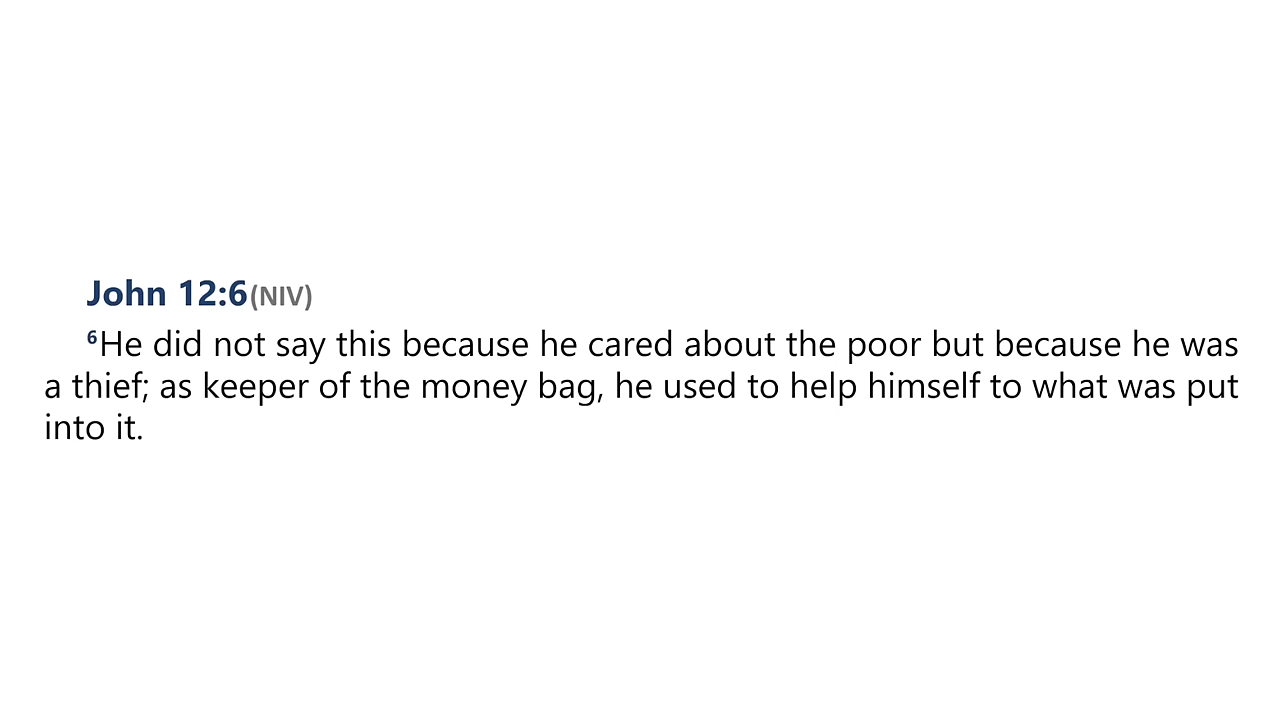 John 12:6(NIV)
⁶He did not say this because he cared about the poor but because he was
a thief; as keeper of the money bag, he used to help himself to what was put
into it.